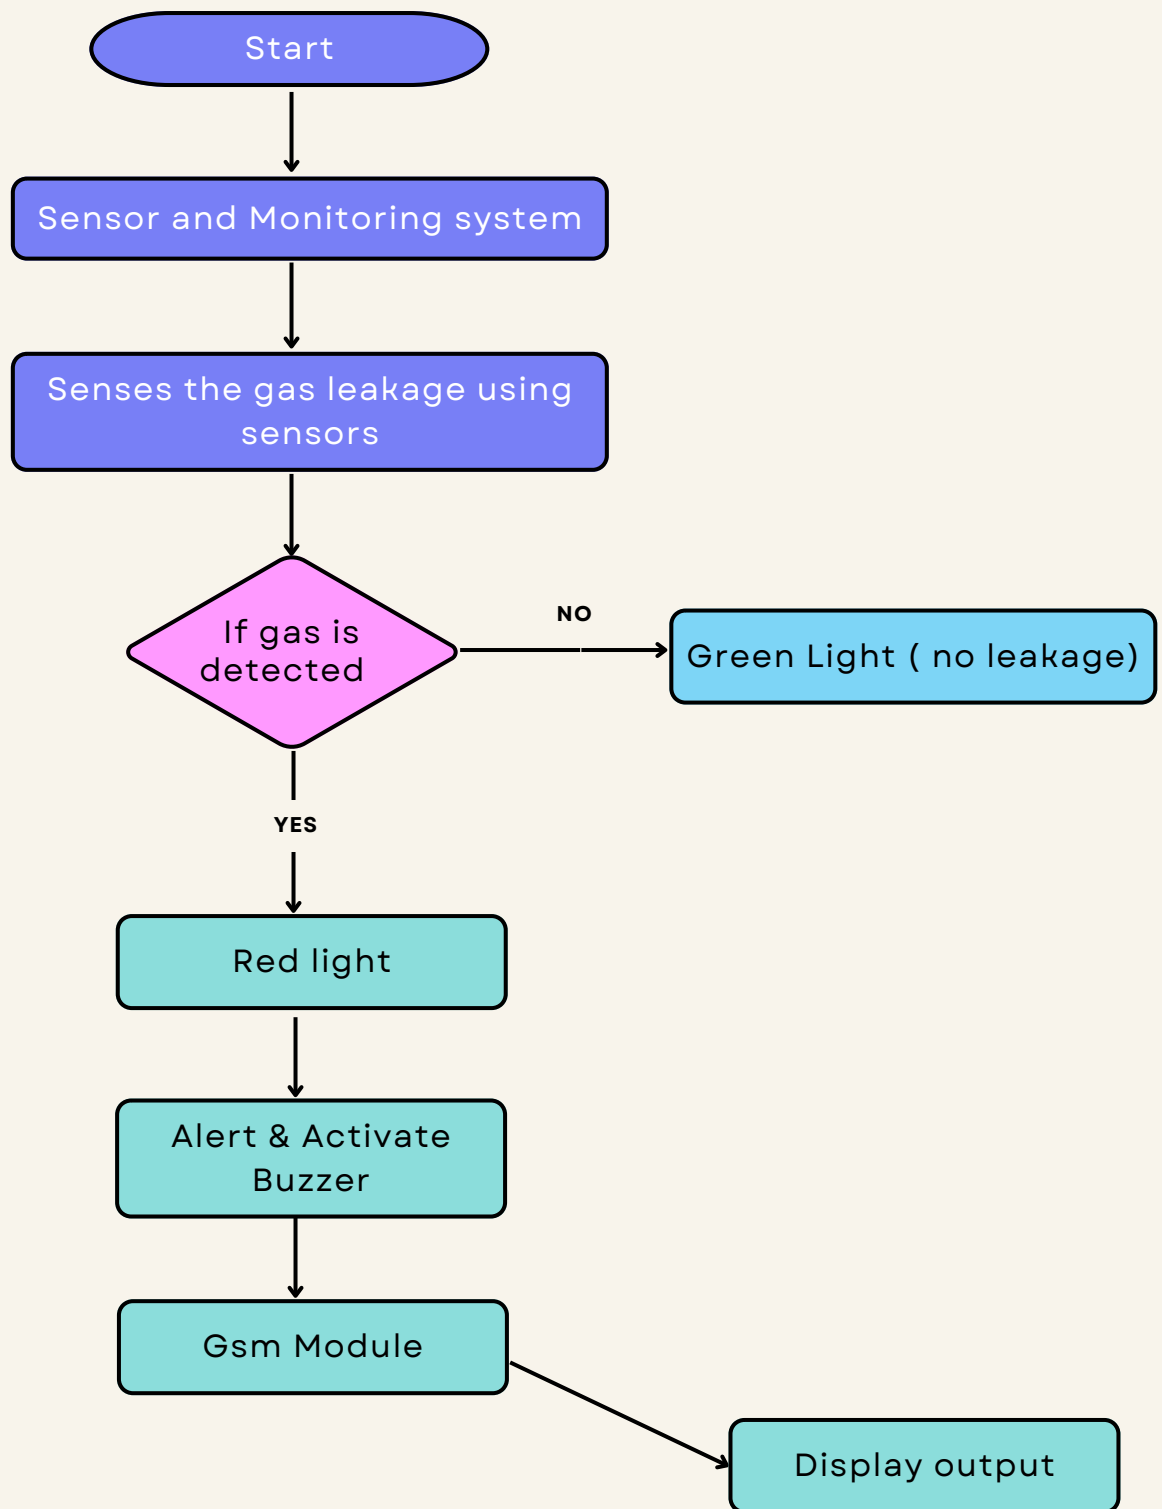 Start
Sensor and Monitoring system
Senses the gas leakage using
sensors
If gas is
detected
NO
Green Light ( no leakage)
YES
Red light
Alert & Activate
Buzzer
Gsm Module
Display output